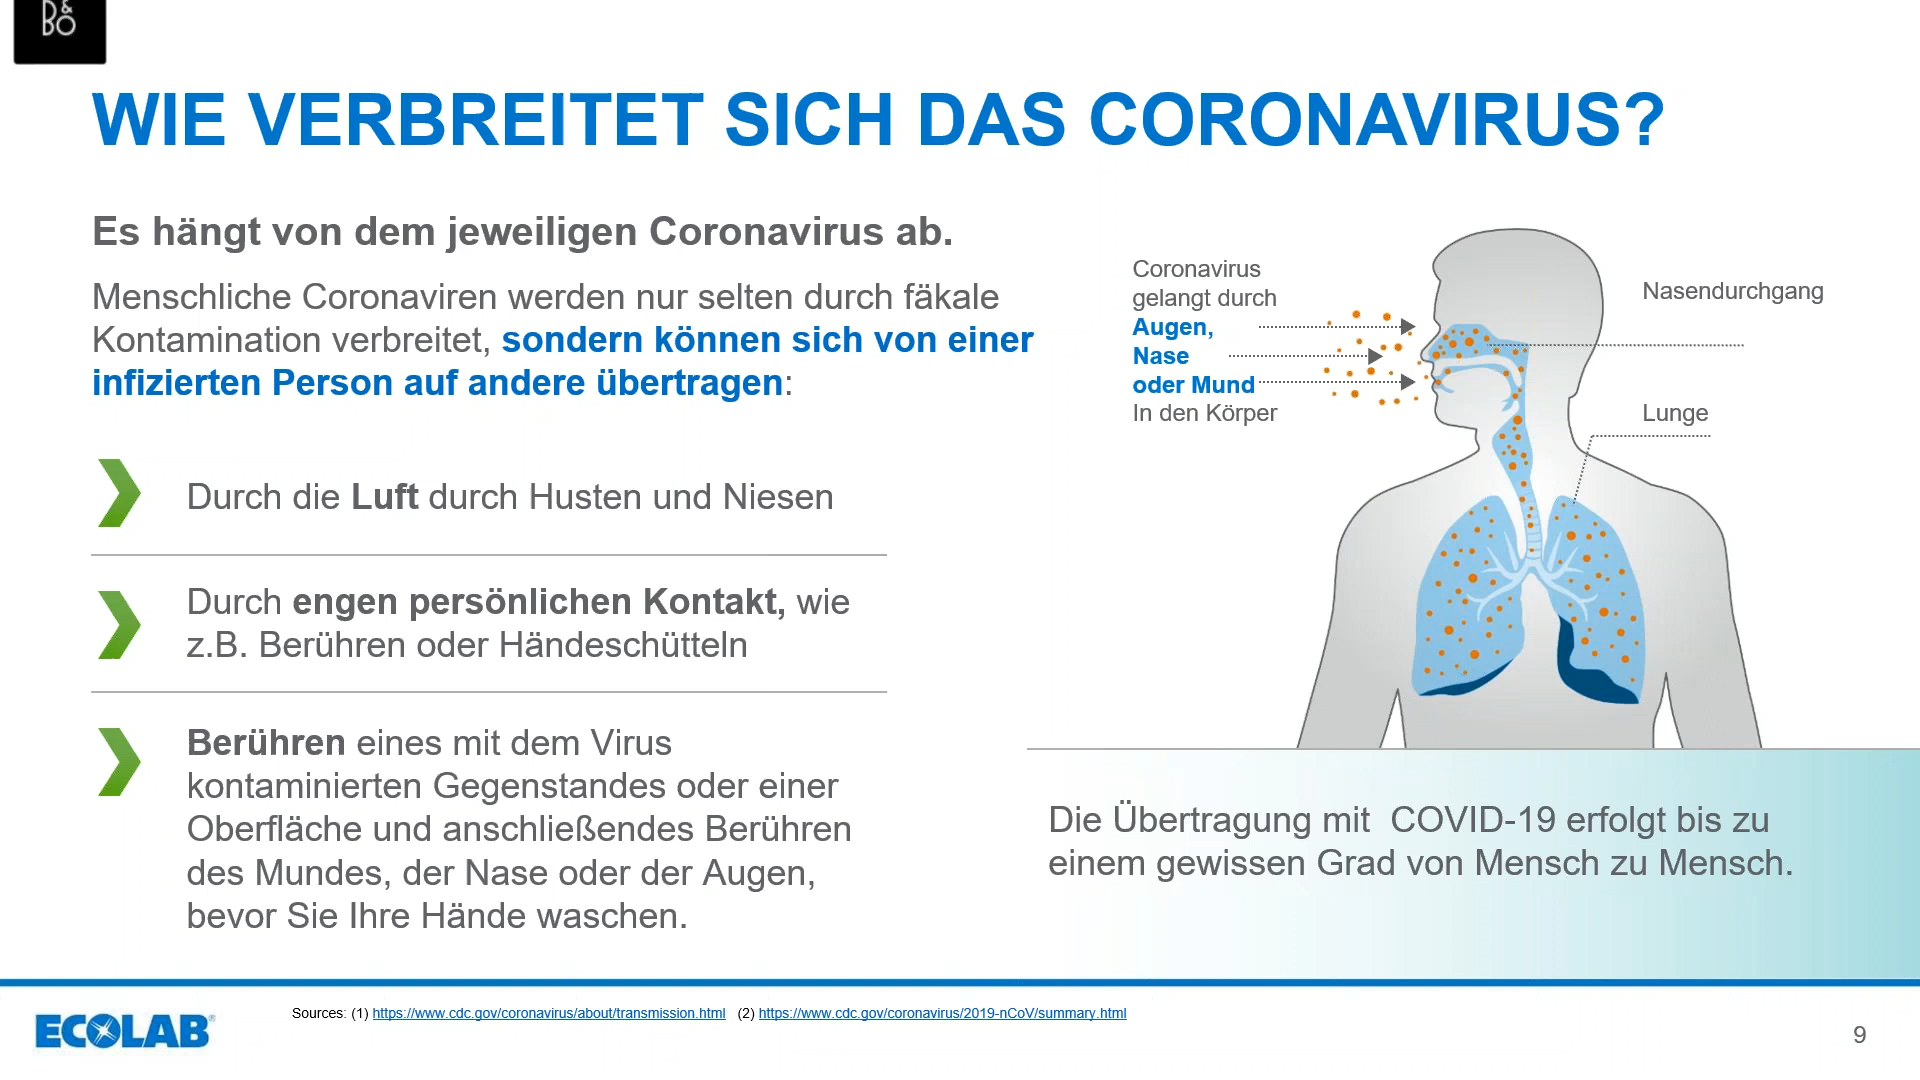 B&O
WIE VERBREITET SICH DAS CORONAVIRUS?
Es hängt von dem jeweiligen Coronavirus ab.
Menschliche Coronaviren werden nur selten durch fäkale
Kontamination verbreitet, sondern können sich von einer
infizierten Person auf andere übertragen:
Durch die Luft durch Husten und Niesen
Durch engen persönlichen Kontakt, wie
z.B. Berühren oder Händeschütteln
Berühren eines mit dem Virus
kontaminierten Gegenstandes oder einer
Oberfläche und anschließendes Berühren
des Mundes, der Nase oder der Augen,
bevor Sie Ihre Hände waschen.
Coronavirus
gelangt durch
Augen,
Nase
oder Mund
In den Körper
Nasendurchgang
Lunge
Die Übertragung mit  COVID-19 erfolgt bis zu
einem gewissen Grad von Mensch zu Mensch.
ECOLAB®
Sources: (1) https://www.cdc.gov/coronavirus/about/transmission.html (2) https://www.cdc.gov/coronavirus/2019-nCoV/summary.html
9